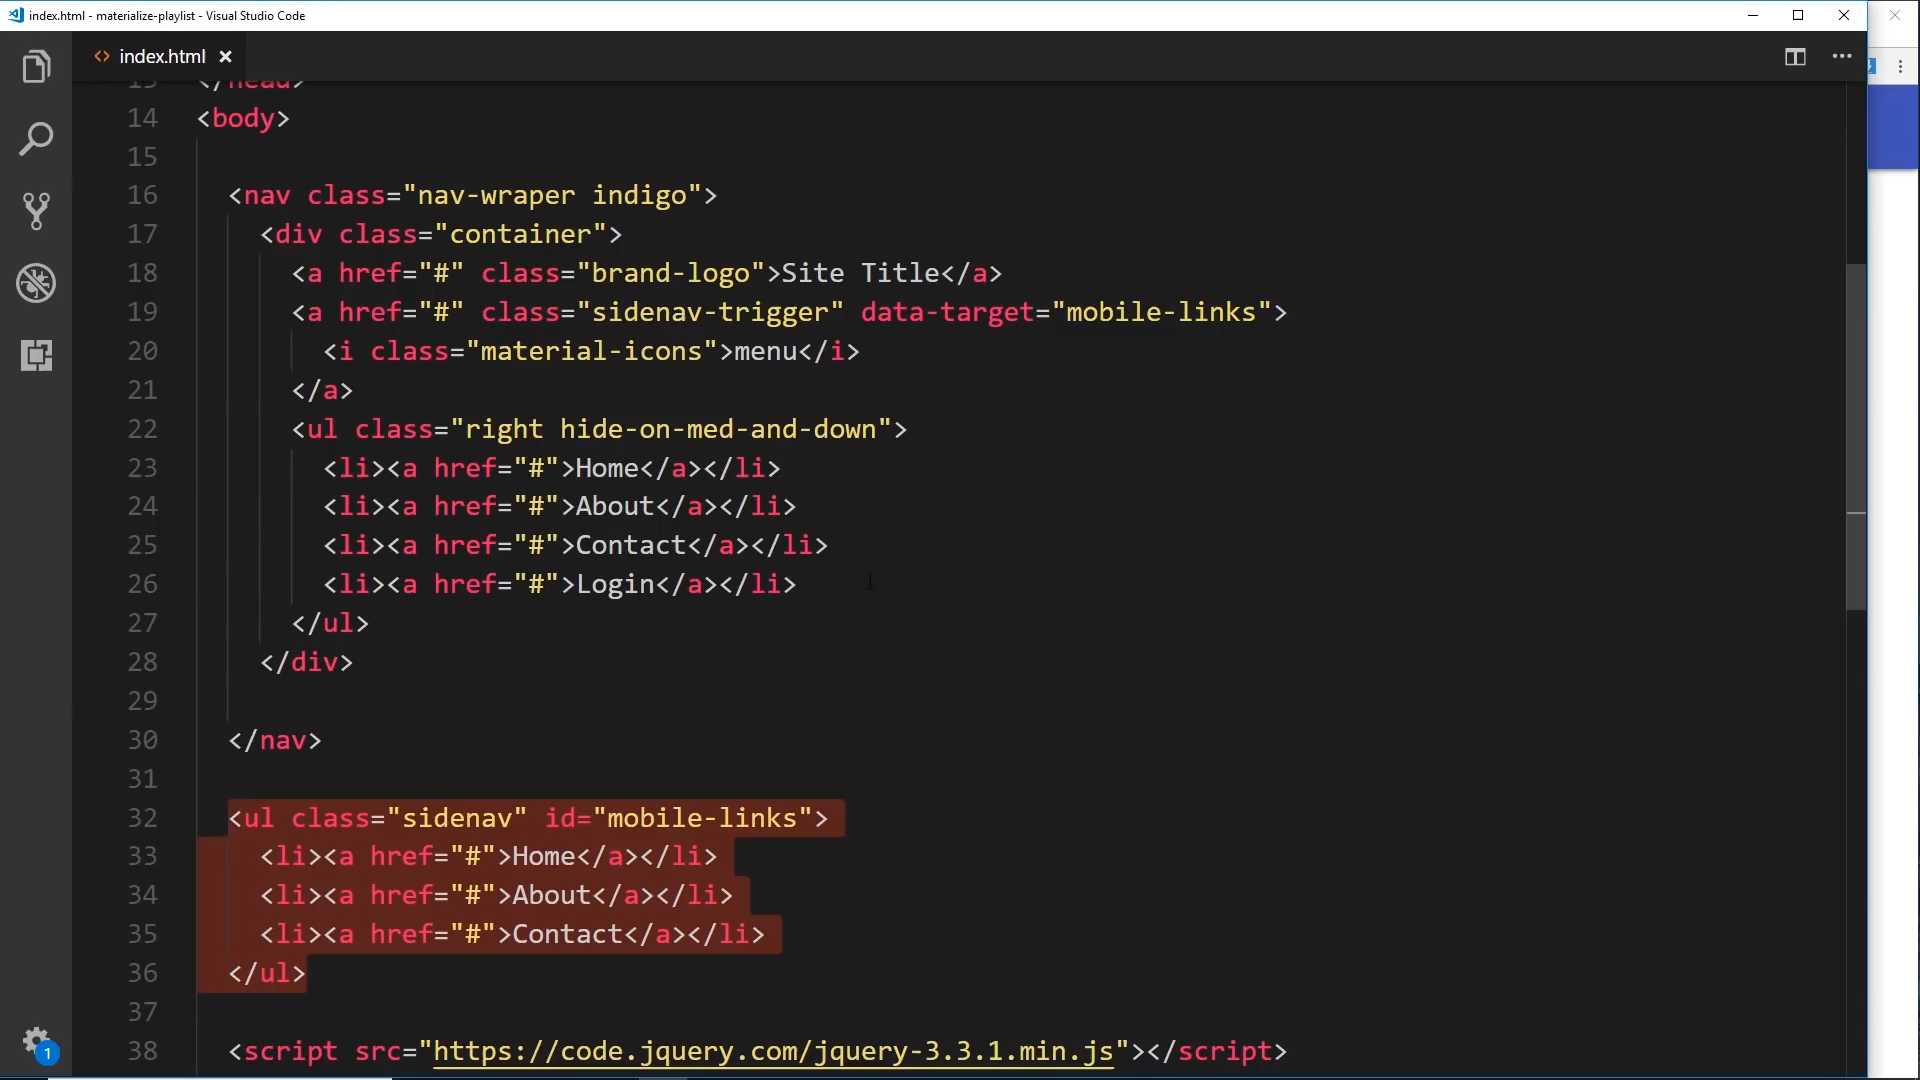 index.html - materialize-playlist - Visual Studio Code
index.html
13 </head>
14 <body>
15
16 <nav class="nav-wraper indigo">
17 <div class="container">
18 <a href="#" class="brand-logo">Site Title</a>
19 <a href="#" class="sidenav-trigger" data-target="mobile-links">
20 <i class="material-icons">menu</i>
21 </a>
22 <ul class="right hide-on-med-and-down">
23 <li><a href="#">Home</a></li>
24 <li><a href="#">About</a></li>
25 <li><a href="#">Contact</a></li>
26 <li><a href="#">Login</a></li>
27 </ul>
28 </div>
29
30 </nav>
31
32 <ul class="sidenav" id="mobile-links">
33 <li><a href="#">Home</a></li>
34 <li><a href="#">About</a></li>
35 <li><a href="#">Contact</a></li>
36 </ul>
37
38 <script src="https://code.jquery.com/jquery-3.3.1.min.js"></script>
1